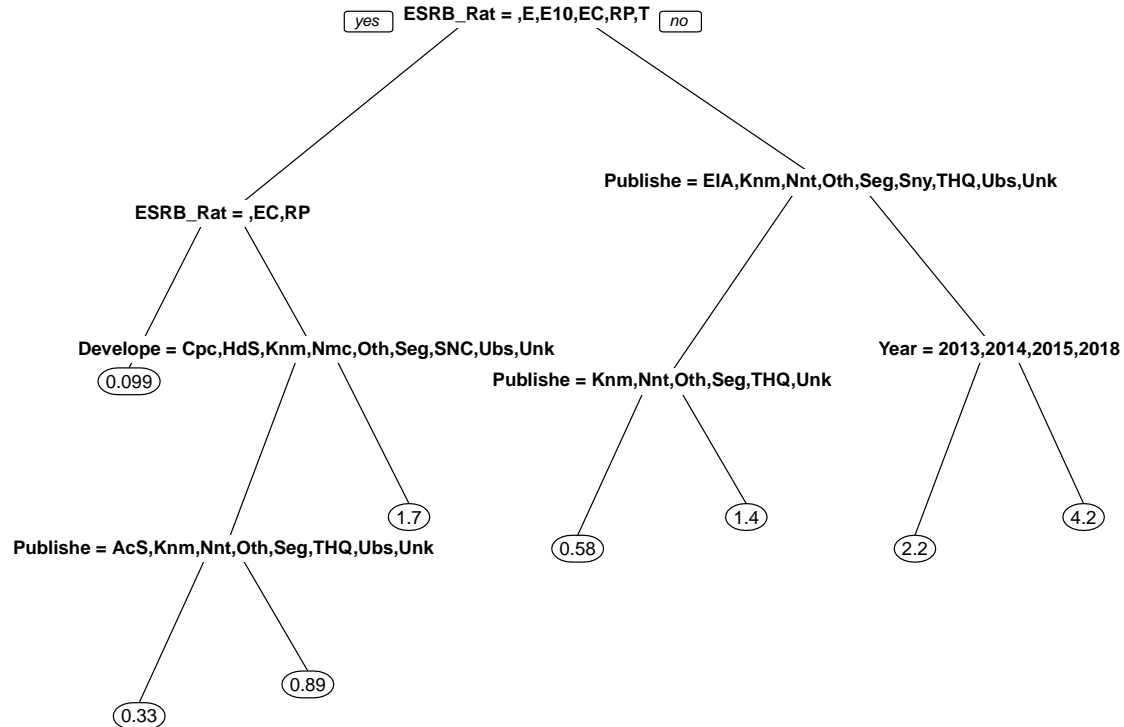 yes ESRB_Rat = ,E,E10,EC,RP,T no
Publishe = ElA,Knm,Nnt,Oth,Seg,Sny,THQ,Ubs,Unk
ESRB_Rat = ,EC,RP
Develope = Cpc,HdS,Knm,Nmc,Oth,Seg,SNC,Ubs,Unk
Year = 2013,2014,2015,2018
0.099
Publishe = Knm,Nnt,Oth,Seg,THQ,Unk
1.7
1.4
4.2
Publishe = AcS,Knm,Nnt,Oth,Seg,THQ,Ubs,Unk
0.58
2.2
0.89
0.33